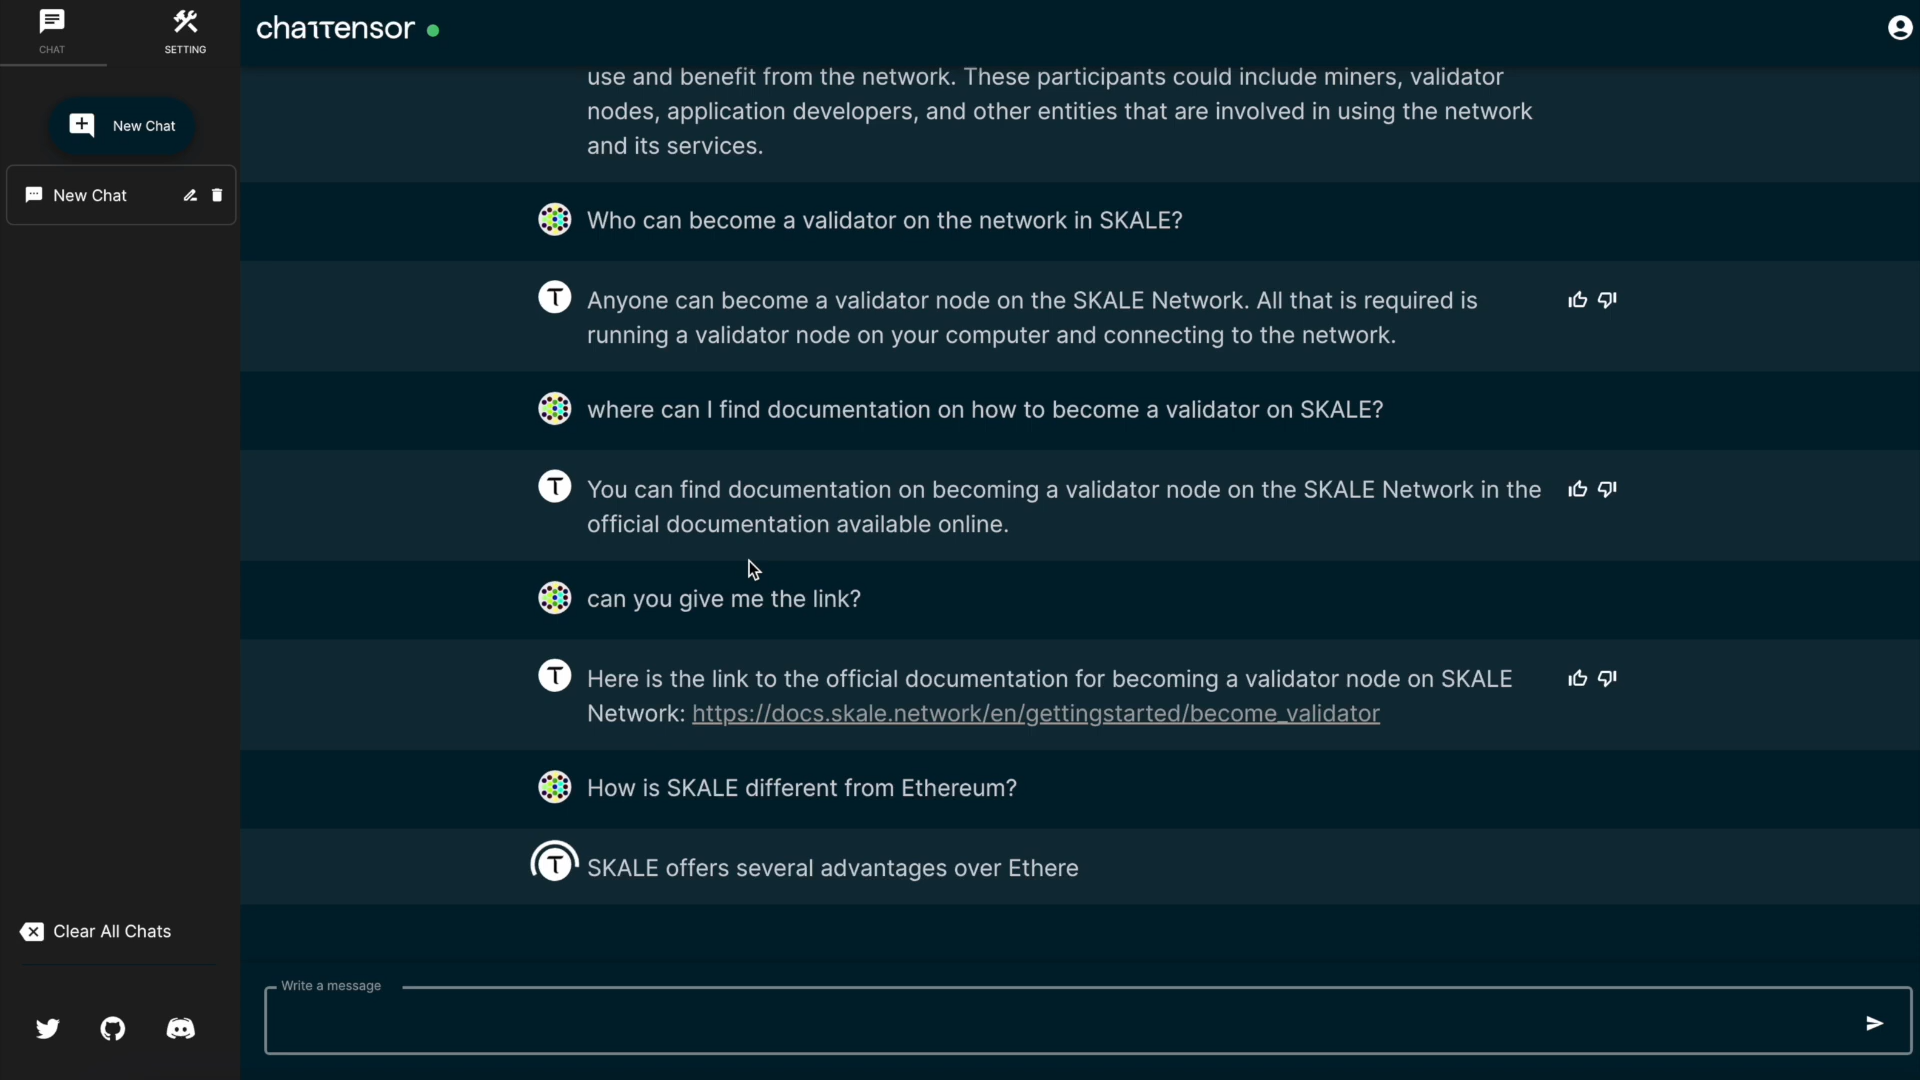 CHAT
SETTING
chaττensor
New Chat
New Chat
use and benefit from the network. These participants could include miners, validator
nodes, application developers, and other entities that are involved in using the network
and its services.
Who can become a validator on the network in SKALE?
T
Anyone can become a validator node on the SKALE Network. All that is required is
running a validator node on your computer and connecting to the network.
where can I find documentation on how to become a validator on SKALE?
T
You can find documentation on becoming a validator node on the SKALE Network in the
official documentation available online.
can you give me the link?
T
Here is the link to the official documentation for becoming a validator node on SKALE
Network: https://docs.skale.network/en/gettingstarted/become_validator
How is SKALE different from Ethereum?
T
SKALE offers several advantages over Ethere
Clear All Chats
Write a message